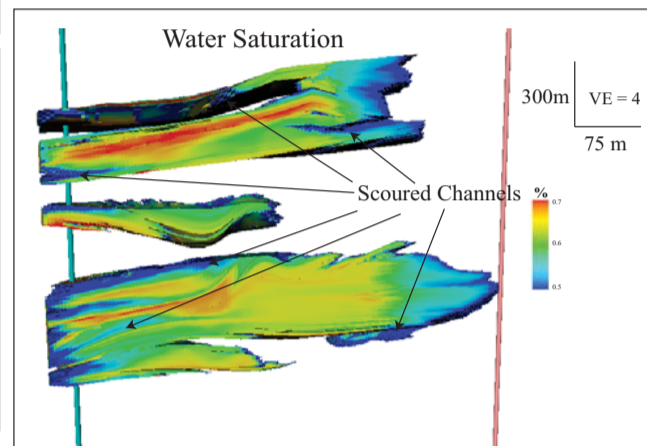 Water Saturation
300m
VE = 4
75 m
Scoured Channels
%
0.7
0.6
0.5